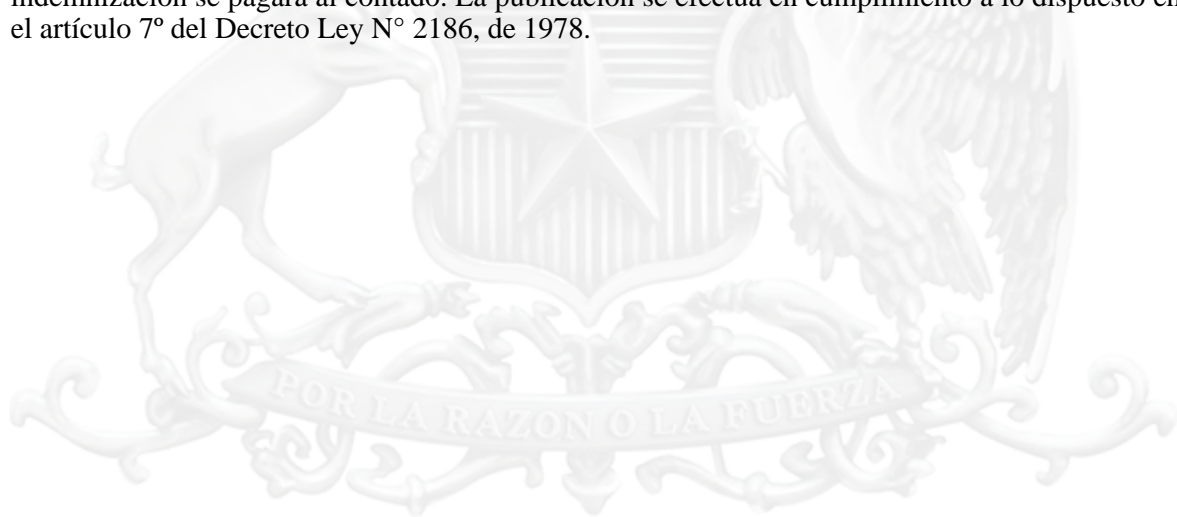 indemnización se pagará al contado. La publicación se efectúa en cumplimiento a lo dispuesto en
el artículo 7º del Decreto Ley N° 2186, de 1978.
POR LA RAZON O LA FUERZA